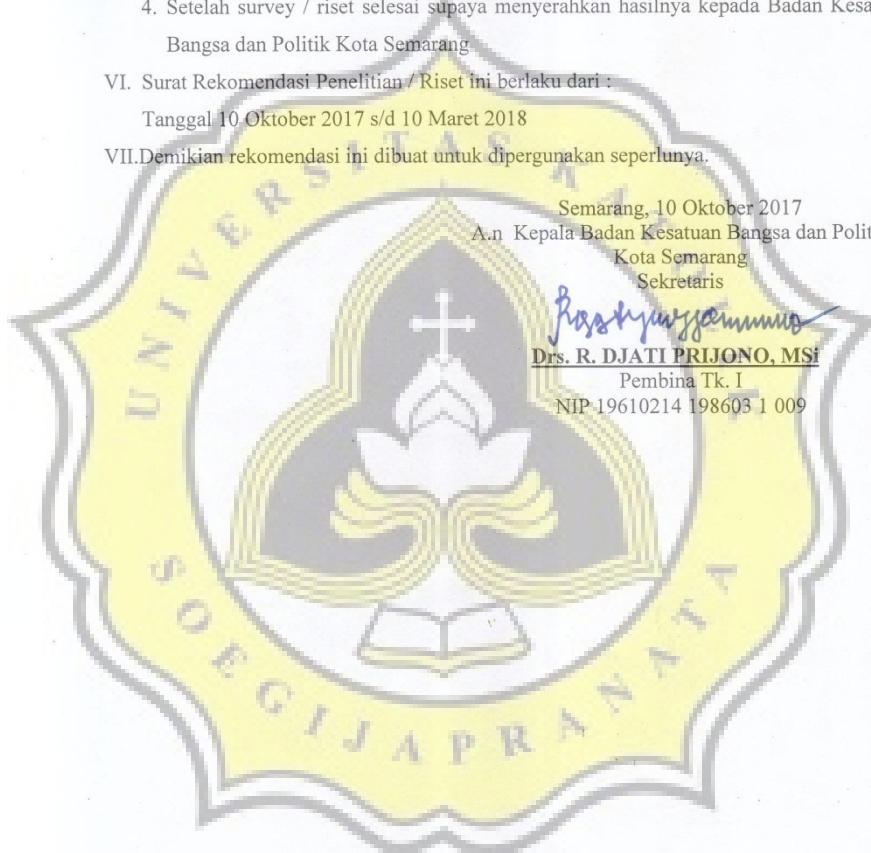 4. Setelah survey / riset selesai supaya menyerahkan hasilnya kepada Badan Kesa
Bangsa dan Politik Kota Semarang
VI. Surat Rekomendasi Penelitian / Riset ini berlaku dari :
Tanggal 10 Oktober 2017 s/d 10 Maret 2018
VII.Demikian rekomendasi ini dibuat untuk dipergunakan seperlunya.
Semarang, 10 Oktober 2017
A.n Kepala Badan Kesatuan Bangsa dan Polit
Kota Semarang
Sekretaris
Drs. R. DJATI PRIJONO, MSi
Pembina Tk. I
NIP 19610214 198603 1 009
UNIVERSITAS KATOLIK
SOEGIJAPRANATA